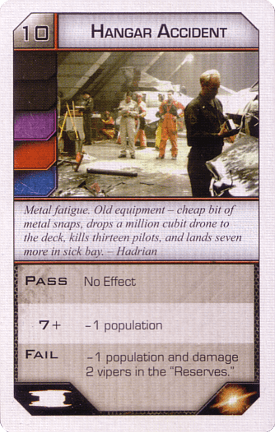 10 HANGAR ACCIDENT
Metal fatigue. Old equipment – cheap bit of
metal snaps, drops a million cubit drone to
the deck, kills thirteen pilots, and lands seven
more in sick bay. – Hadrian
PASS No Effect
7+ –1 population
FAIL –1 population and damage
2 vipers in the “Reserves.”